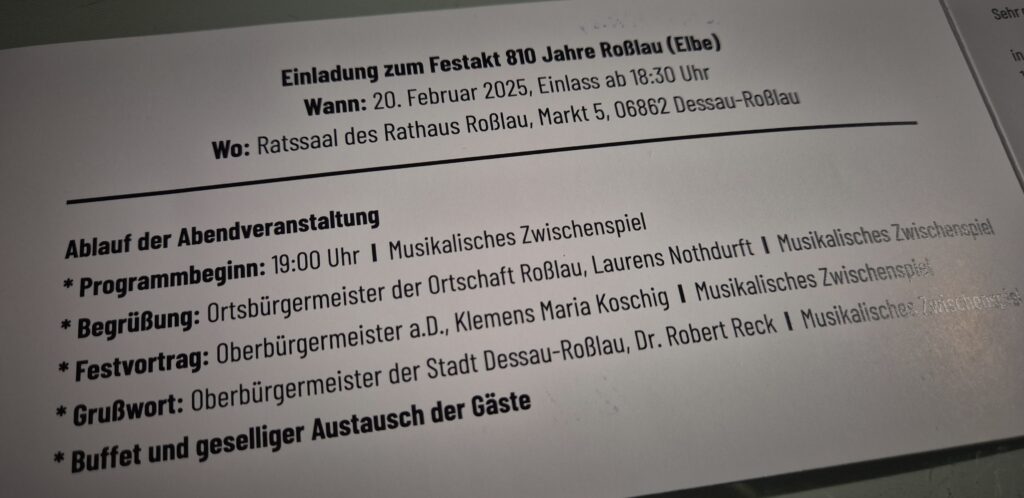 Einladung zum Festakt 810 Jahre Roßlau (Elbe)
Wann: 20. Februar 2025, Einlass ab 18:30 Uhr
Wo: Ratssaal des Rathaus Roßlau, Markt 5, 06862 Dessau-Roßlau
Ablauf der Abendveranstaltung
* Programmbeginn: 19:00 Uhr I Musikalisches Zwischenspiel
* Begrüßung: Ortsbürgermeister der Ortschaft Roßlau, Laurens Nothdurft I Musikalisches Zwischenspiel
* Festvortrag: Oberbürgermeister a.D., Klemens Maria Koschig I Musikalisches Zwischenspiel
* Grußwort: Oberbürgermeister der Stadt Dessau-Roßlau, Dr. Robert Reck I Musikalisches Zwischenspiel
* Buffet und geselliger Austausch der Gäste
Sehr
in